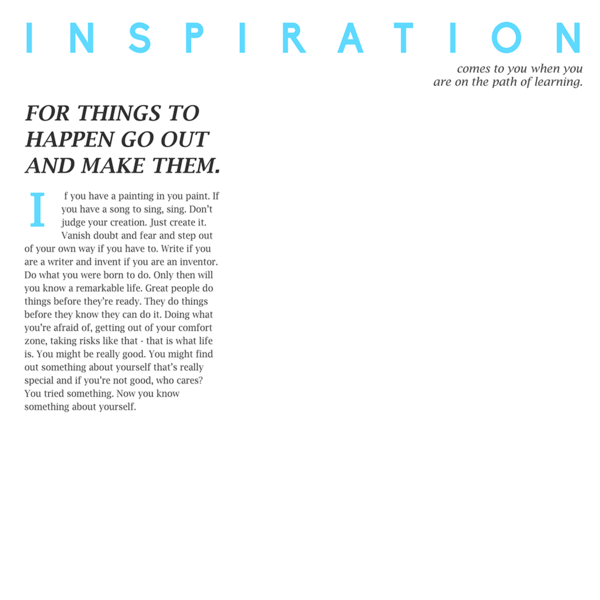 INSPIRATION
comes to you when you
are on the path of learning.
FOR THINGS TO
HAPPEN GO OUT
AND MAKE THEM.
If you have a painting in you paint. If
you have a song to sing, sing. Don't
judge your creation. Just create it.
Vanish doubt and fear and step out
of your own way if you have to. Write if you
are a writer and invent if you are an inventor.
Do what you were born to do. Only then will
you know a remarkable life. Great people do
things before they're ready. They do things
before they know they can do it. Doing what
you're afraid of, getting out of your comfort
zone, taking risks like that - that is what life
is. You might be really good. You might find
out something about yourself that's really
special and if you're not good, who cares?
You tried something. Now you know
something about yourself.